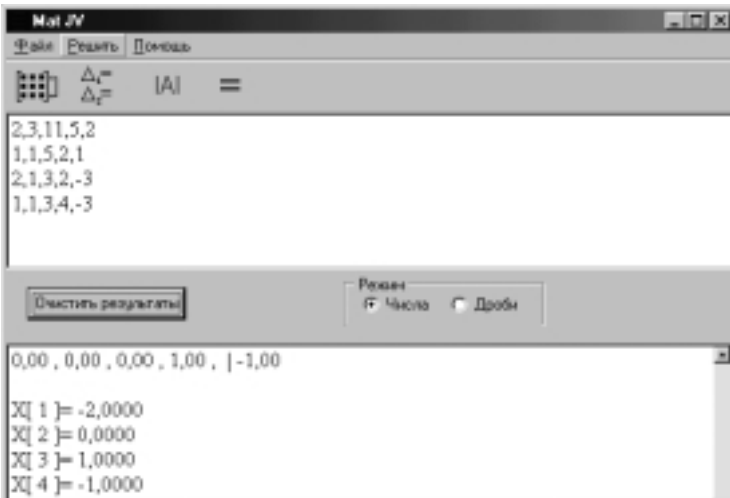 Mat JV
Файл Решить Помощь
Δ₁=
Δ₂= |A| =
2,3,11,5,2
1,1,5,2,1
2,1,3,2,-3
1,1,3,4,-3
Режим
Очистить результаты Числа Дроби
0,00 , 0,00 , 0,00 , 1,00 , | -1,00
X[ 1 ]= -2,0000
X[ 2 ]= 0,0000
X[ 3 ]= 1,0000
X[ 4 ]= -1,0000